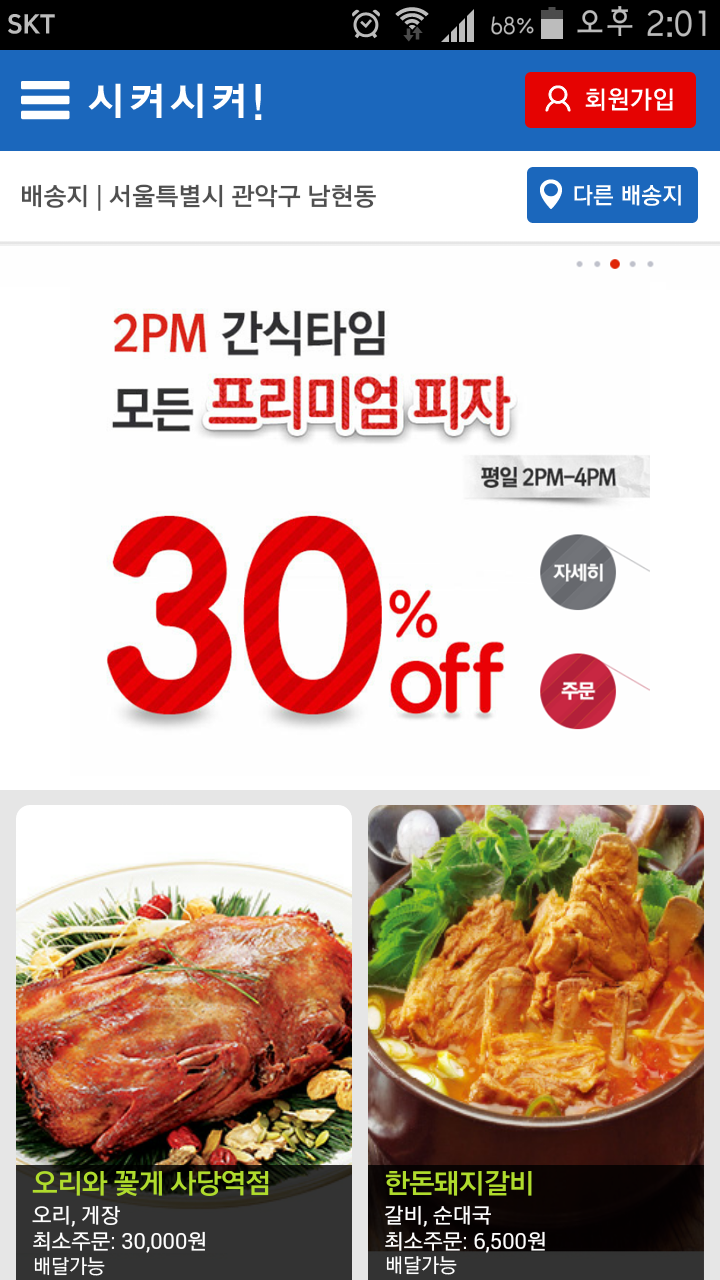 SKT 68% 오후 2:01
시켜시켜!
회원가입
배송지 | 서울특별시 관악구 남현동
다른 배송지
2PM 간식타임
모든 프리미엄 피자
평일 2PM-4PM
30% off
자세히
주문
오리와 꽃게 사당역점
오리, 게장
최소주문: 30,000원
배달가능
한돈돼지갈비
갈비, 순대국
최소주문: 6,500원
배달가능